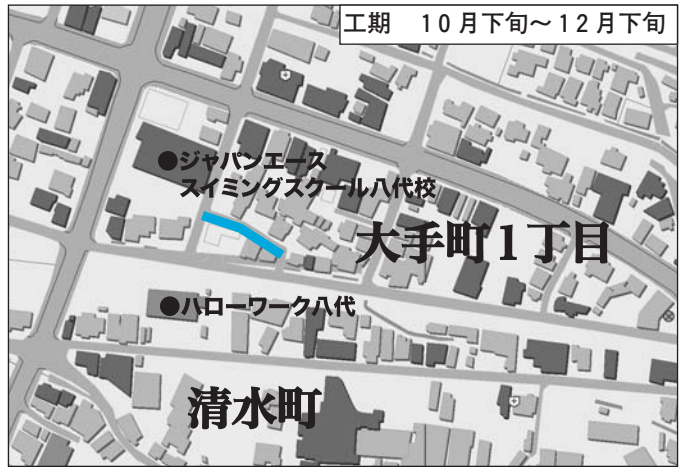 工期　10月下旬～12月下旬
●ジャパンエース
スイミングスクール八代校
大手町1丁目
●ハローワーク八代
清水町